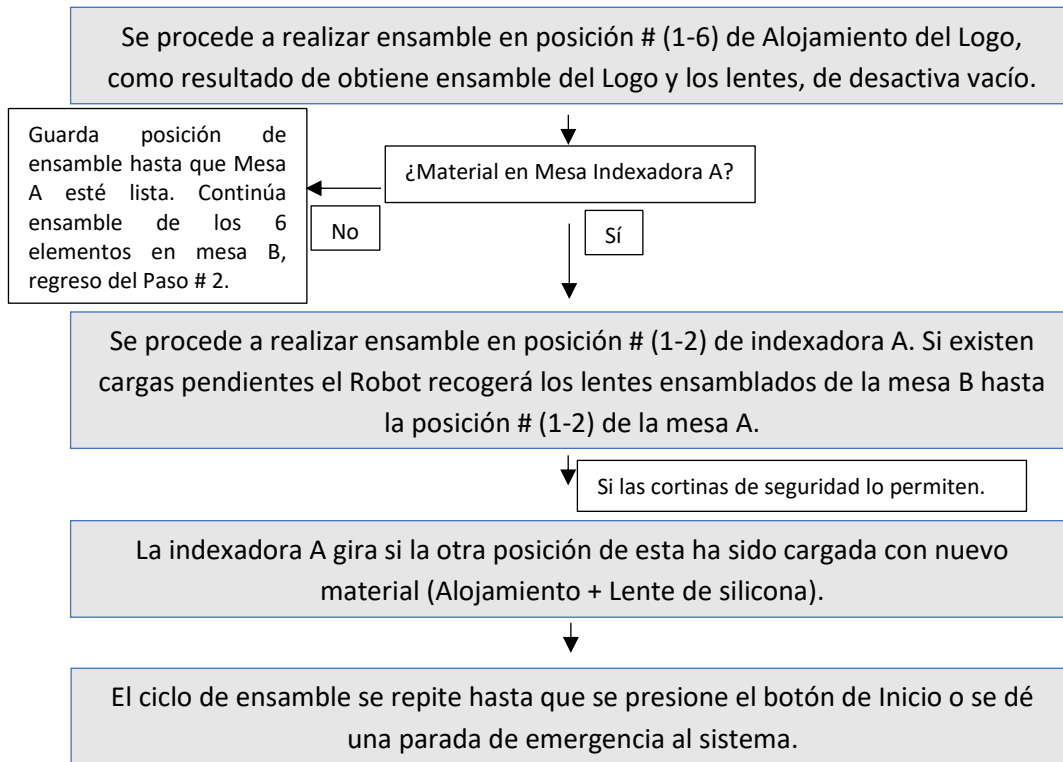 Se procede a realizar ensamble en posición # (1-6) de Alojamiento del Logo,
como resultado de obtiene ensamble del Logo y los lentes, de desactiva vacío.
Guarda posición de
ensamble hasta que Mesa
A esté lista. Continúa
ensamble de los 6
elementos en mesa B,
regreso del Paso # 2.
¿Material en Mesa Indexadora A?
No
Sí
Se procede a realizar ensamble en posición # (1-2) de indexadora A. Si existen
cargas pendientes el Robot recogerá los lentes ensamblados de la mesa B hasta
la posición # (1-2) de la mesa A.
Si las cortinas de seguridad lo permiten.
La indexadora A gira si la otra posición de esta ha sido cargada con nuevo
material (Alojamiento + Lente de silicona).
El ciclo de ensamble se repite hasta que se presione el botón de Inicio o se dé
una parada de emergencia al sistema.